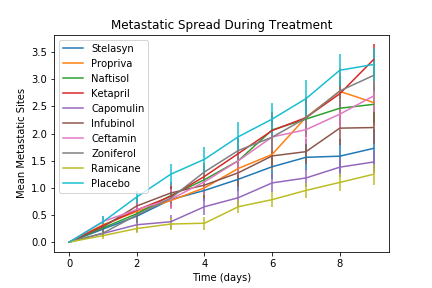 Metastatic Spread During Treatment
Mean Metastatic Sites
3.5
3.0
2.5
2.0
1.5
1.0
0.5
0.0
Stelasyn
Propriva
Naftisol
Ketapril
Capomulin
Infubinol
Ceftamin
Zoniferol
Ramicane
Placebo
0 2 4 6 8
Time (days)